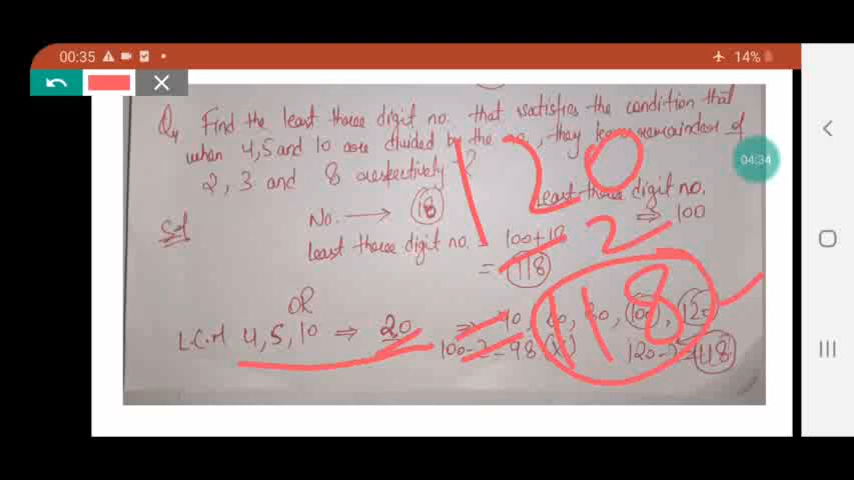 00:35
14%
Q, Find the least three digit no. that satisfies the condition that
when 4,5 and 10 are divided by the no., they leave remainder of
2, 3 and 8 respectively?
04:34
120
Least three digit no.
⇒ 100
Sol
No. → 18
least three digit no. = 100+18
= 118
- 2
118
OR
L.C.M 4,5,10 ⇒ 20 ⇒ 40, 60, 80, 100, 120
100-2=98 (X) 120-2=118